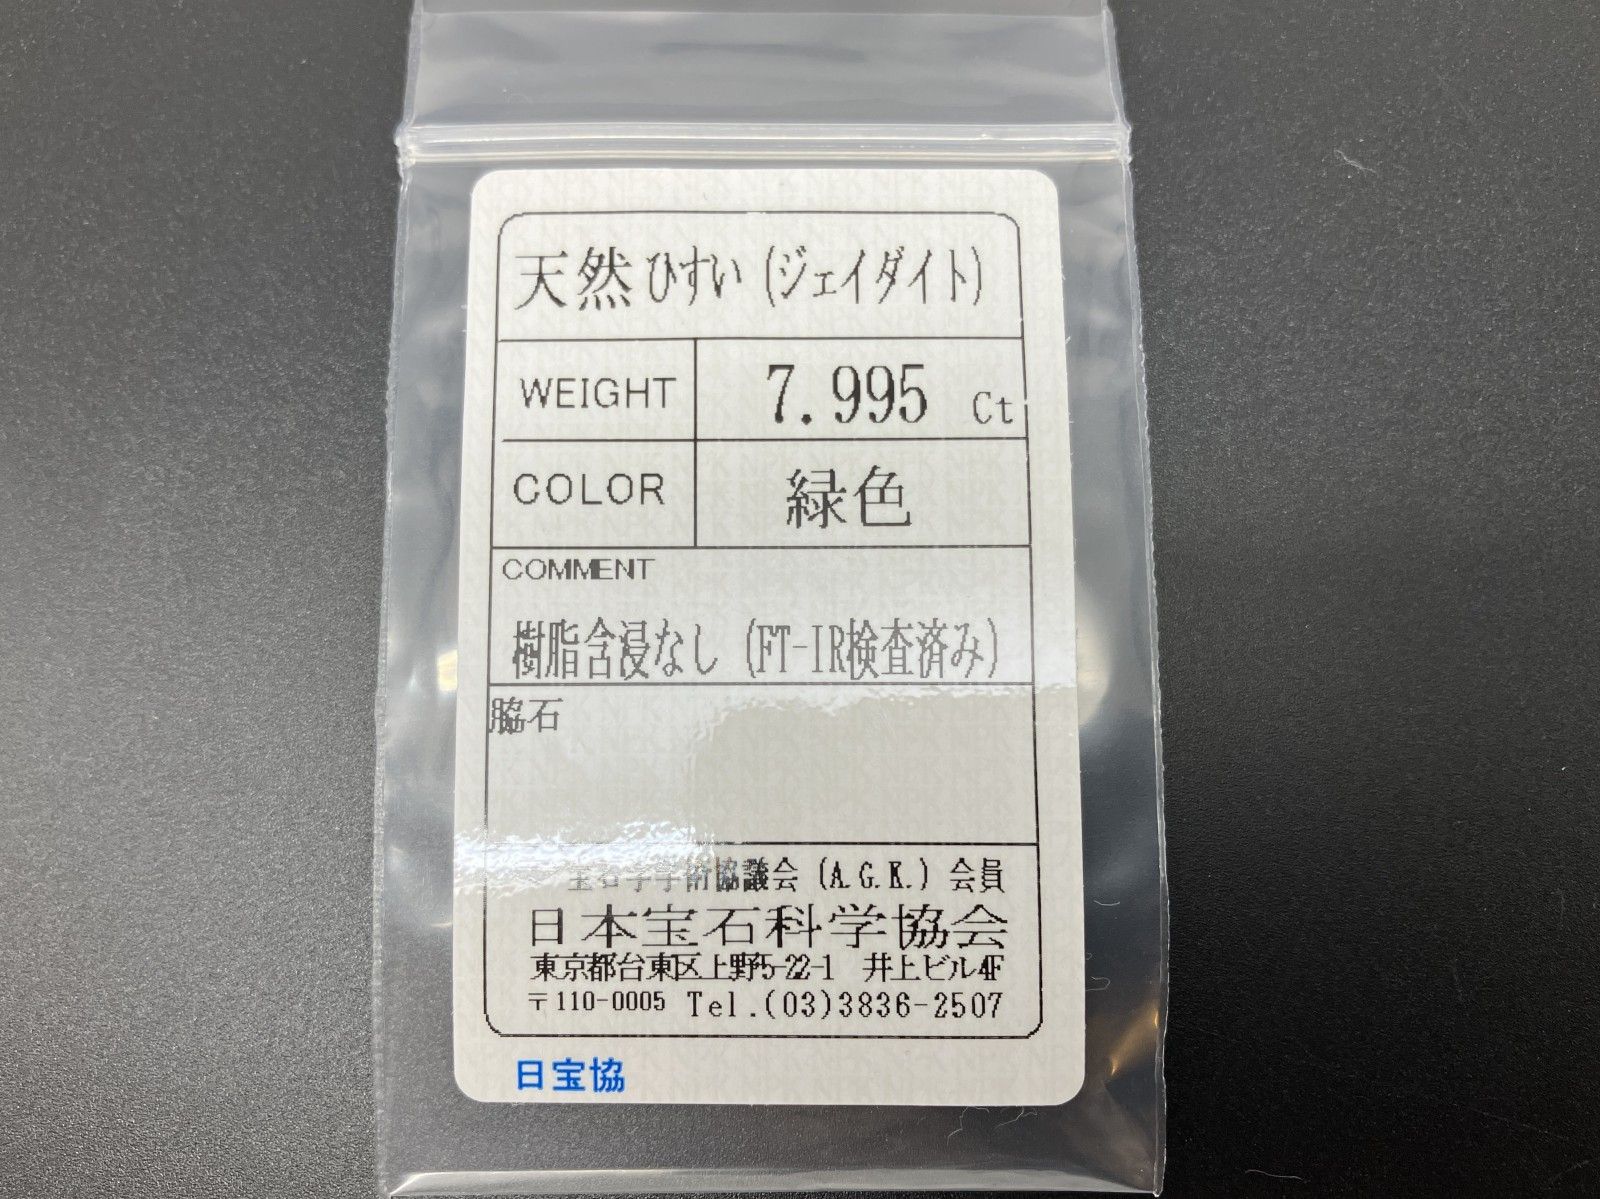 天然ひすい(ジェイダイト)
WEIGHT 7.995 Ct
COLOR 緑色
COMMENT
樹脂含浸なし (FT-IR検査済み)
脇石
宝石学学術協議会 (A.G.K.) 会員
日本宝石科学協会
東京都台東区上野5-22-1 井上ビル4F
〒110-0005 Tel.(03)3836-2507
日宝協